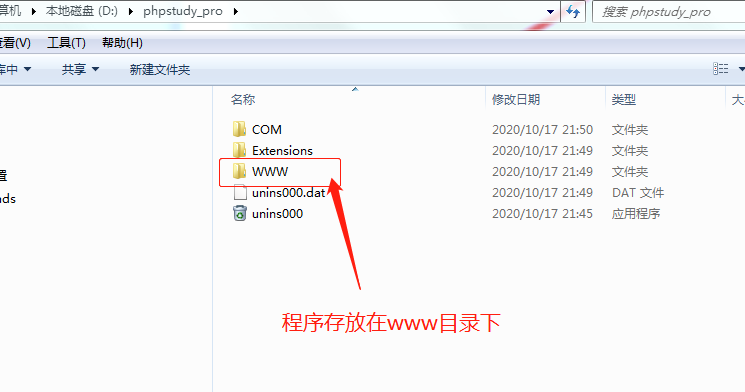 算机 ▶ 本地磁盘 (D:) ▶ phpstudy_pro ▶ 搜索 phpstudy_pro
查看(V) 工具(T) 帮助(H)
库中 共享 新建文件夹
名称 修改日期 类型 大
COM 2020/10/17 21:50 文件夹
Extensions 2020/10/17 21:49 文件夹
置 WWW 2020/10/17 21:49 文件夹
ads unins000.dat 2020/10/17 21:49 DAT 文件
unins000 2020/10/17 21:45 应用程序
程序存放在www目录下